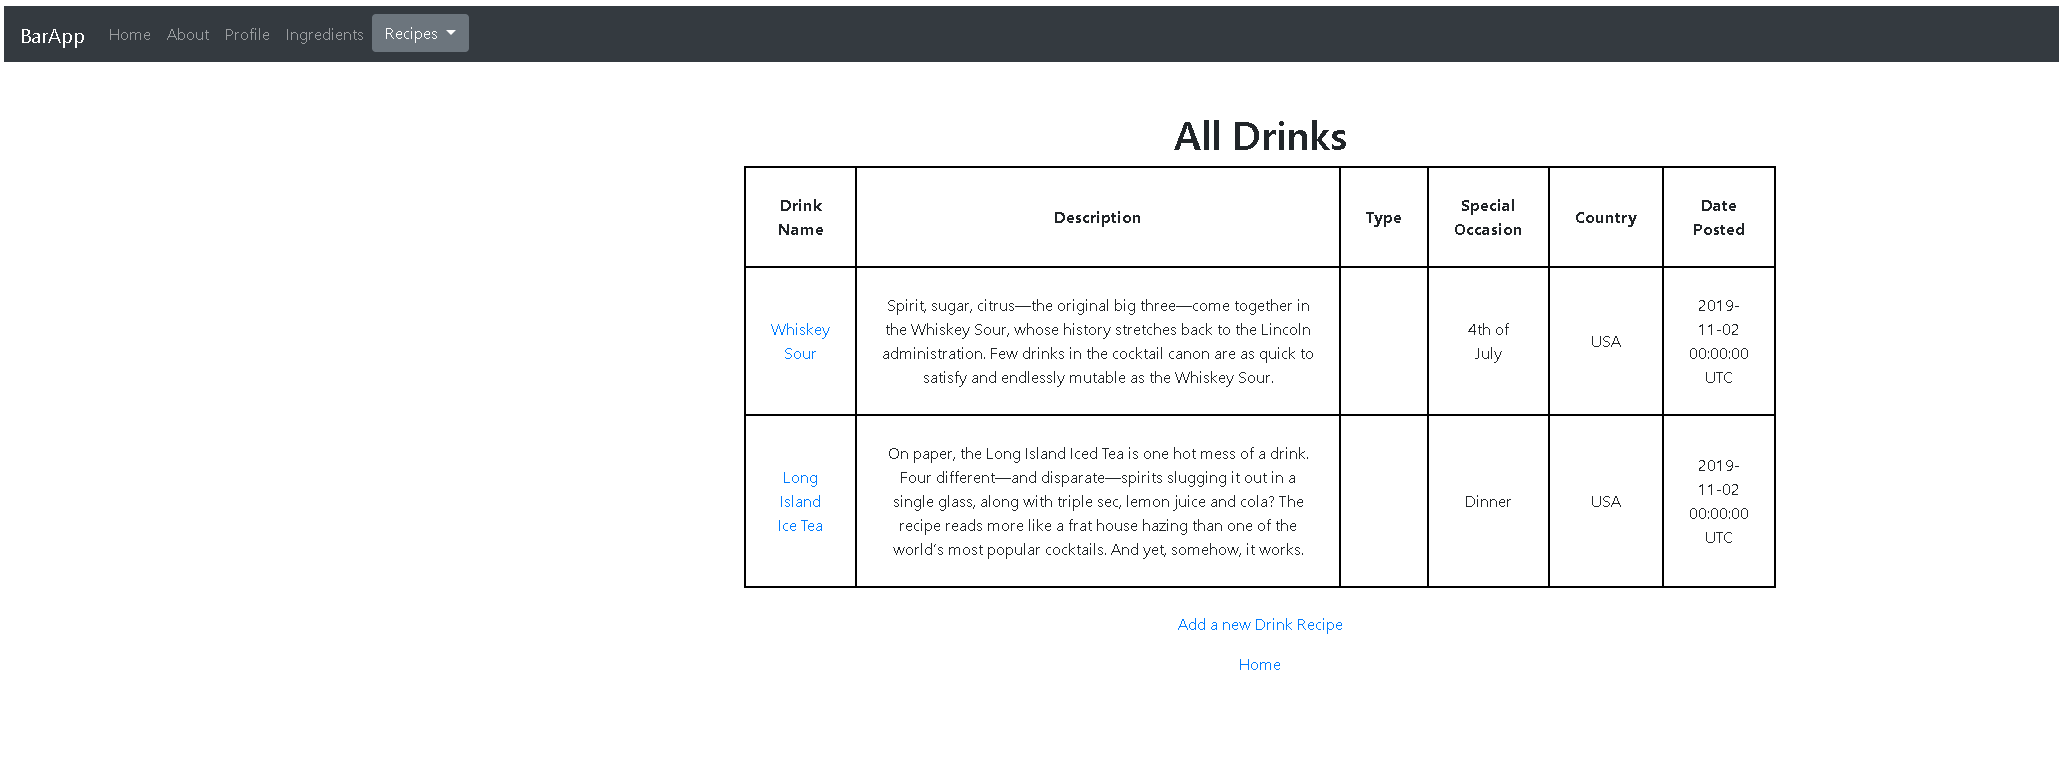 BarApp Home About Profile Ingredients Recipes
All Drinks
Drink
Name
Description
Type
Special
Occasion
Country
Date
Posted
Whiskey
Sour
Spirit, sugar, citrus—the original big three—come together in
the Whiskey Sour, whose history stretches back to the Lincoln
administration. Few drinks in the cocktail canon are as quick to
satisfy and endlessly mutable as the Whiskey Sour.
4th of
July
USA
2019-
11-02
00:00:00
UTC
Long
Island
Ice Tea
On paper, the Long Island Iced Tea is one hot mess of a drink.
Four different—and disparate—spirits slugging it out in a
single glass, along with triple sec, lemon juice and cola? The
recipe reads more like a frat house hazing than one of the
world’s most popular cocktails. And yet, somehow, it works.
Dinner
USA
2019-
11-02
00:00:00
UTC
Add a new Drink Recipe
Home